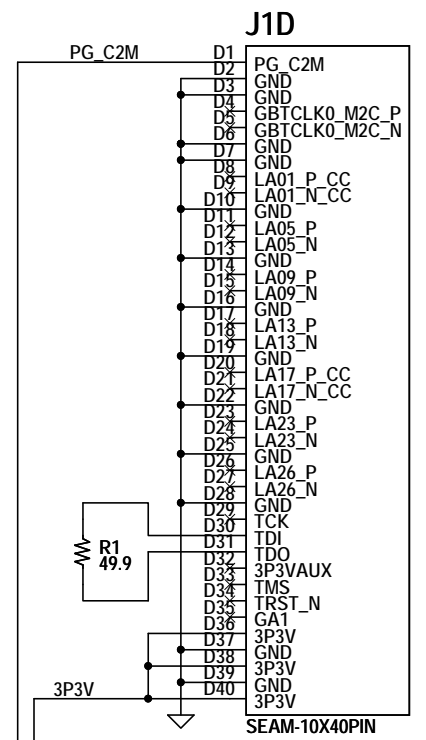 J1D
PG_C2M D1 PG_C2M
D2 GND
D3 GND
D4 GBTCLK0_M2C_P
D5 GBTCLK0_M2C_N
D6 GND
D7 GND
D8 LA01_P_CC
D9 LA01_N_CC
D10 GND
D11 LA05_P
D12 LA05_N
D13 GND
D14 LA09_P
D15 LA09_N
D16 GND
D17 LA13_P
D18 LA13_N
D19 GND
D20 LA17_P_CC
D21 LA17_N_CC
D22 GND
D23 LA23_P
D24 LA23_N
D25 GND
D26 LA26_P
D27 LA26_N
D28 GND
D29 TCK
D30 TDI
D31 TDO
R1
49.9
D32 3P3VAUX
D33 TMS
D34 TRST_N
D35 GA1
D36 3P3V
D37 GND
D38 3P3V
D39 GND
3P3V D40 3P3V
SEAM-10X40PIN